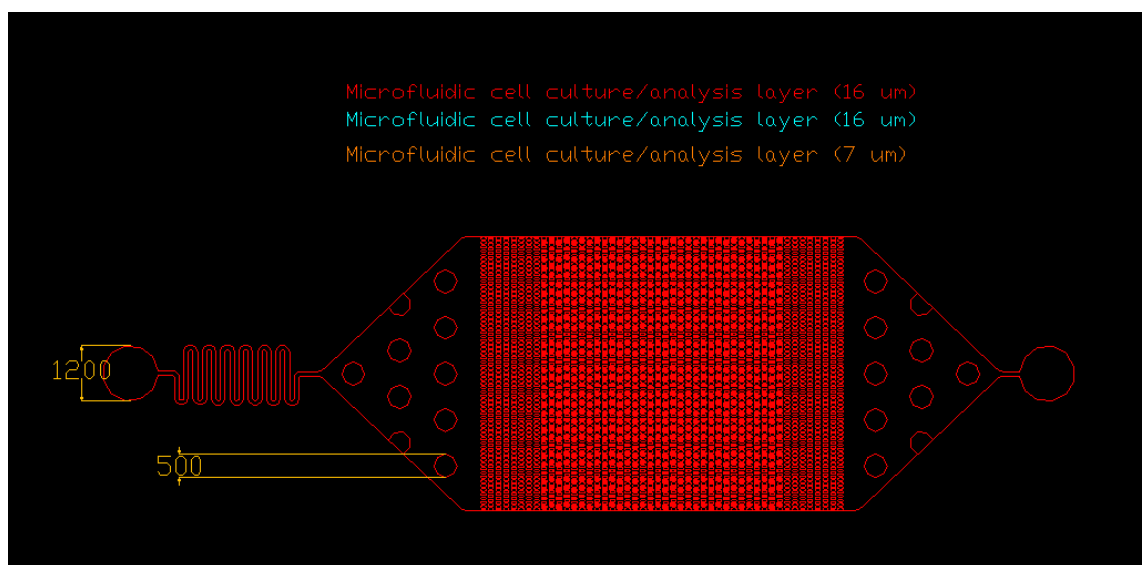 Microfluidic cell culture/analysis layer (16 um)
Microfluidic cell culture/analysis layer (16 um)
Microfluidic cell culture/analysis layer (7 um)
1200
500